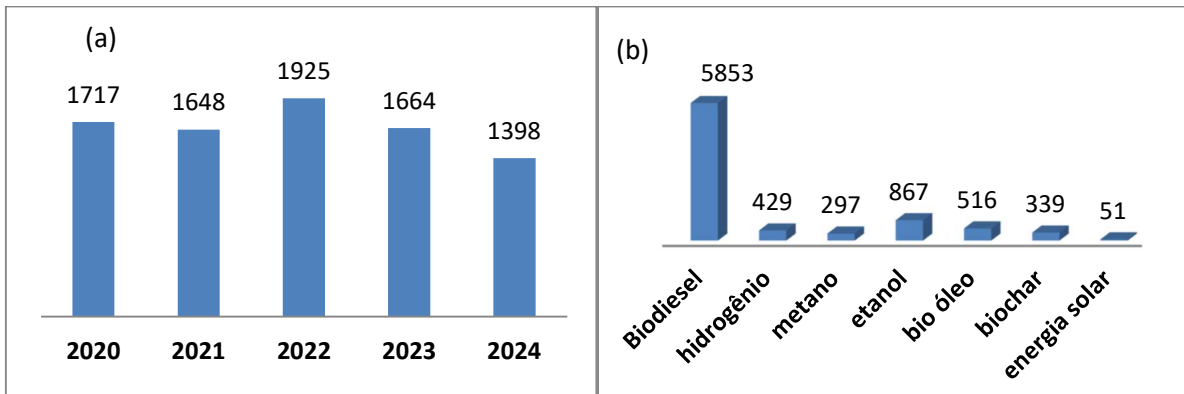 (a)
1717
1648
1925
1664
1398
2020
2021
2022
2023
2024
(b)
5853
429
297
867
516
339
51
Biodiesel
hidrogênio
metano
etanol
bio óleo
biochar
energia solar